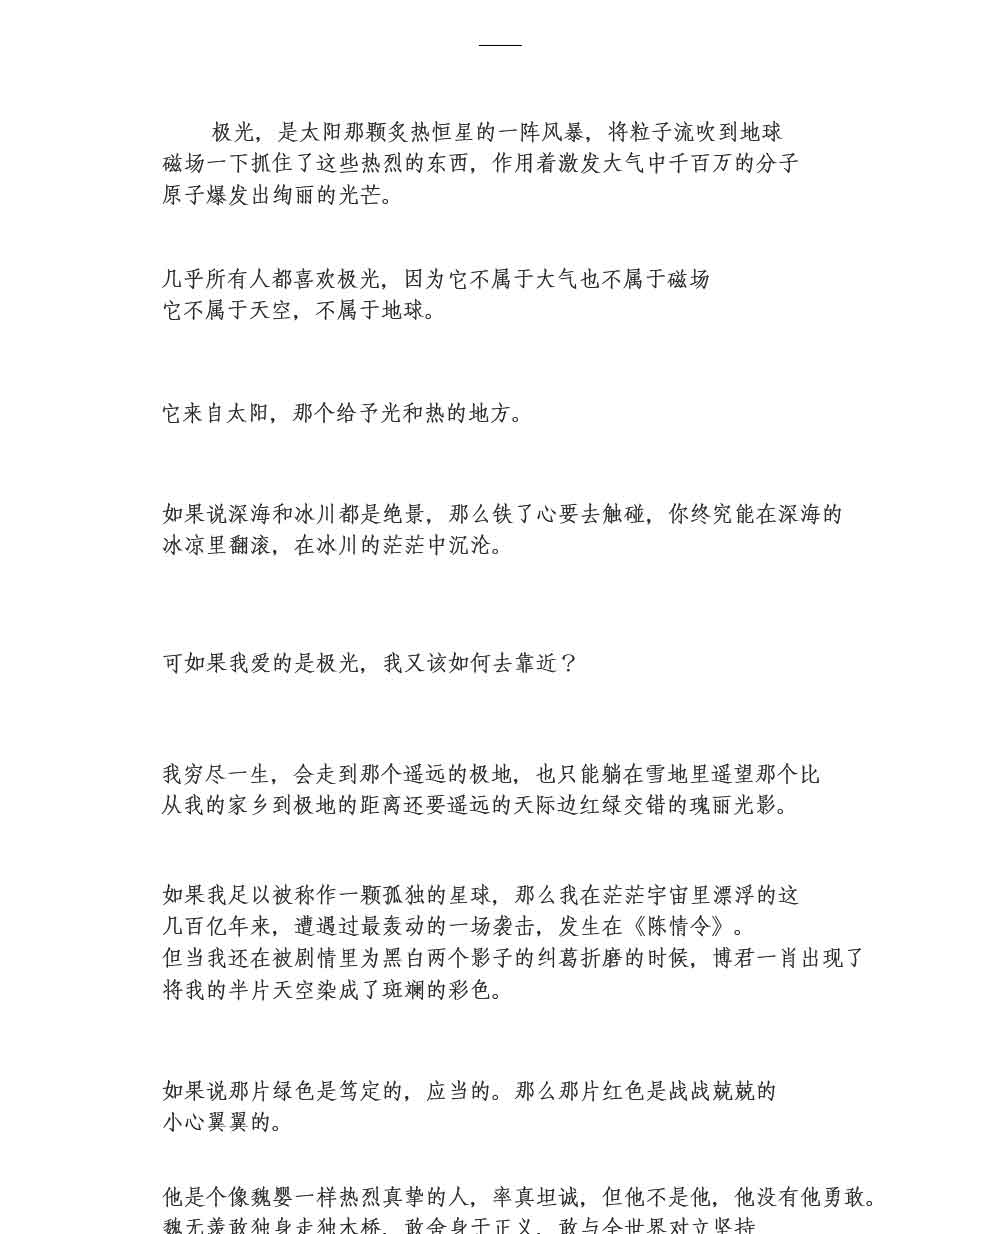 极光，是太阳那颗炙热恒星的一阵风暴，将粒子流吹到地球
磁场一下抓住了这些热烈的东西，作用着激发大气中千百万的分子
原子爆发出绚丽的光芒。
几乎所有人都喜欢极光，因为它不属于大气也不属于磁场
它不属于天空，不属于地球。
它来自太阳，那个给予光和热的地方。
如果说深海和冰川都是绝景，那么铁了心要去触碰，你终究能在深海的
冰凉里翻滚，在冰川的茫茫中沉沦。
可如果我爱的是极光，我又该如何去靠近？
我穷尽一生，会走到那个遥远的极地，也只能躺在雪地里遥望那个比
从我的家乡到极地的距离还要遥远的天际边红绿交错的瑰丽光影。
如果我足以被称作一颗孤独的星球，那么我在茫茫宇宙里漂浮的这
几百亿年来，遭遇过最轰动的一场袭击，发生在《陈情令》。
但当我还在被剧情里为黑白两个影子的纠葛折磨的时候，博君一肖出现了
将我的半片天空染成了斑斓的彩色。
如果说那片绿色是笃定的，应当的。那么那片红色是战战兢兢的
小心翼翼的。
他是个像魏婴一样热烈真挚的人，率真坦诚，但他不是他，他没有他勇敢。
魏无羡敢独身走独木桥，敢舍身于正义，敢与全世界对立坚持